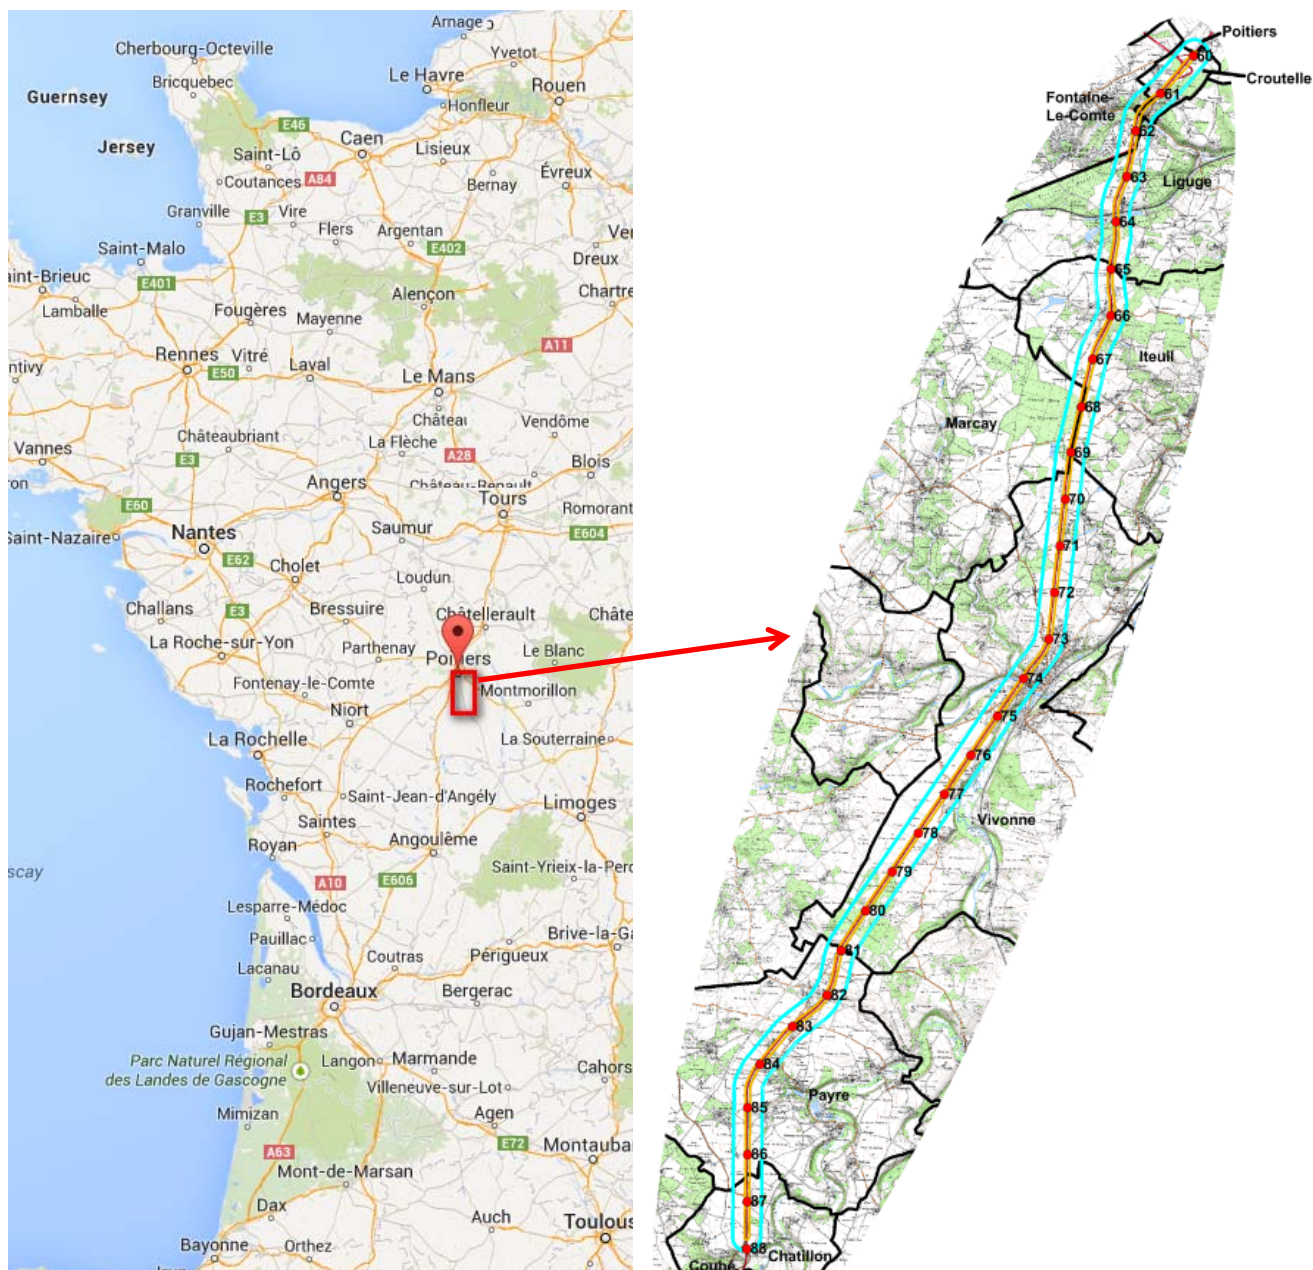 Arnage
Cherbourg-Octeville
Yvetot
Bricquebec
Le Havre
Rouen
Guernsey
Honfleur
E46
Caen
Jersey
Lisieux
Saint-Lô
Évreux
Coutances
A84
Bernay
Granville
E3
Vire
Flers
Argentan
Saint-Malo
E402
Dreux
aint-Brieuc
E401
Alençon
Chartre
Lamballe
Fougères
Mayenne
Rennes
Vitré
Laval
A11
ntivy
E50
Le Mans
Château
Vendôme
Châteaubriant
La Flèche
Vannes
E3
A28
Blois
ron
Angers
Château-Renault
Tours
E60
Romorant
Saint-Nazaire
Nantes
Saumur
E604
E62
Cholet
Loudun
Challans
E3
Bressuire
Châtellerault
Châte
La Roche-sur-Yon
Parthenay
Poitiers
Le Blanc
Fontenay-le-Comte
Montmorillon
Niort
La Rochelle
La Souterraine
Rochefort
Saint-Jean-d'Angély
Limoges
Saintes
Royan
Angoulême
scay
A10
E606
Saint-Yrieix-la-Perc
Lesparre-Médoc
Pauillac
Brive-la-Ga
Lacanau
Coutras
Périgueux
Bordeaux
Bergerac
Gujan-Mestras
Parc Naturel Régional
des Landes de Gascogne
Langon
Marmande
Cahors
Villeneuve-sur-Lot
Mimizan
Agen
A63
E72
Montauba
Mont-de-Marsan
Dax
Auch
Toulous
Bayonne
Orthez
Poitiers
60
Croutelle
61
Fontaine-
Le-Comte
62
63
Liguge
64
65
66
67
Iteuil
68
Marcay
69
70
71
72
73
74
75
76
77
78
Vivonne
79
80
81
82
83
84
85
Payre
86
87
88
Chatillon
Couhe